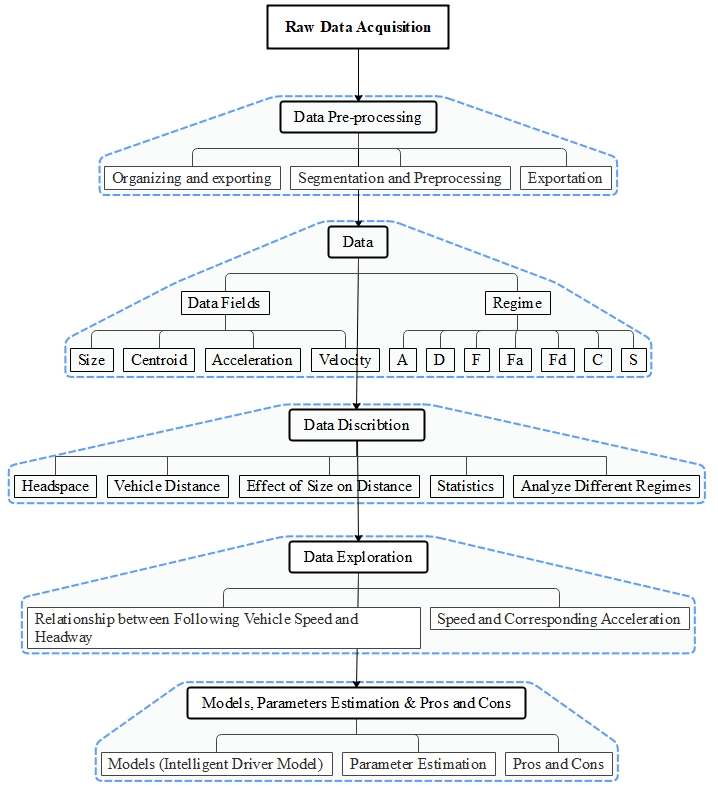 Raw Data Acquisition
Data Pre-processing
Organizing and exporting
Segmentation and Preprocessing
Exportation
Data
Data Fields
Regime
Size
Centroid
Acceleration
Velocity
A
D
F
Fa
Fd
C
S
Data Discribtion
Headspace
Vehicle Distance
Effect of Size on Distance
Statistics
Analyze Different Regimes
Data Exploration
Relationship between Following Vehicle Speed and
Headway
Speed and Corresponding Acceleration
Models, Parameters Estimation & Pros and Cons
Models (Intelligent Driver Model)
Parameter Estimation
Pros and Cons